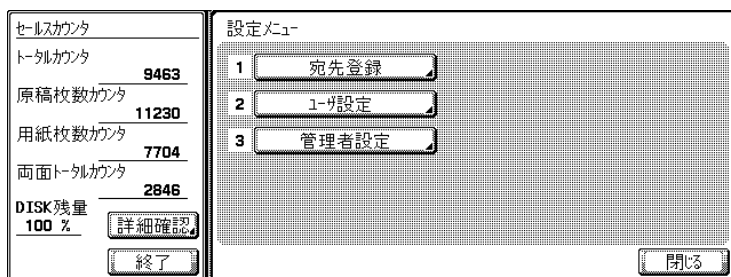 セールスカウンタ
トータルカウンタ
9463
原稿枚数カウンタ
11230
用紙枚数カウンタ
7704
両面トータルカウンタ
2846
DISK残量
100 %
詳細確認
終了
設定メニュー
1 宛先登録
2 ユーザ設定
3 管理者設定
閉じる